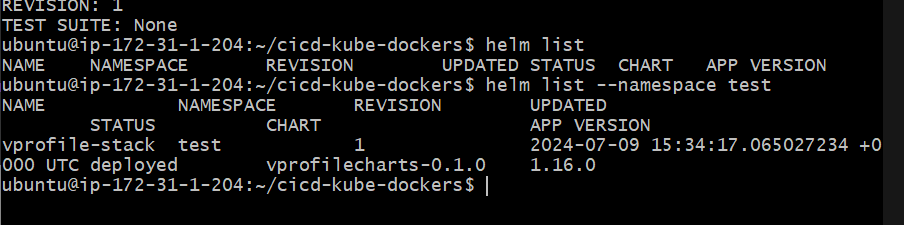 REVISION: 1
TEST SUITE: None
ubuntu@ip-172-31-1-204:~/cicd-kube-dockers$ helm list
NAME    NAMESPACE       REVISION        UPDATED STATUS  CHART   APP VERSION
ubuntu@ip-172-31-1-204:~/cicd-kube-dockers$ helm list --namespace test
NAME            NAMESPACE       REVISION        UPDATED
        STATUS          CHART                   APP VERSION
vprofile-stack  test            1               2024-07-09 15:34:17.065027234 +0
000 UTC deployed        vprofilecharts-0.1.0    1.16.0
ubuntu@ip-172-31-1-204:~/cicd-kube-dockers$